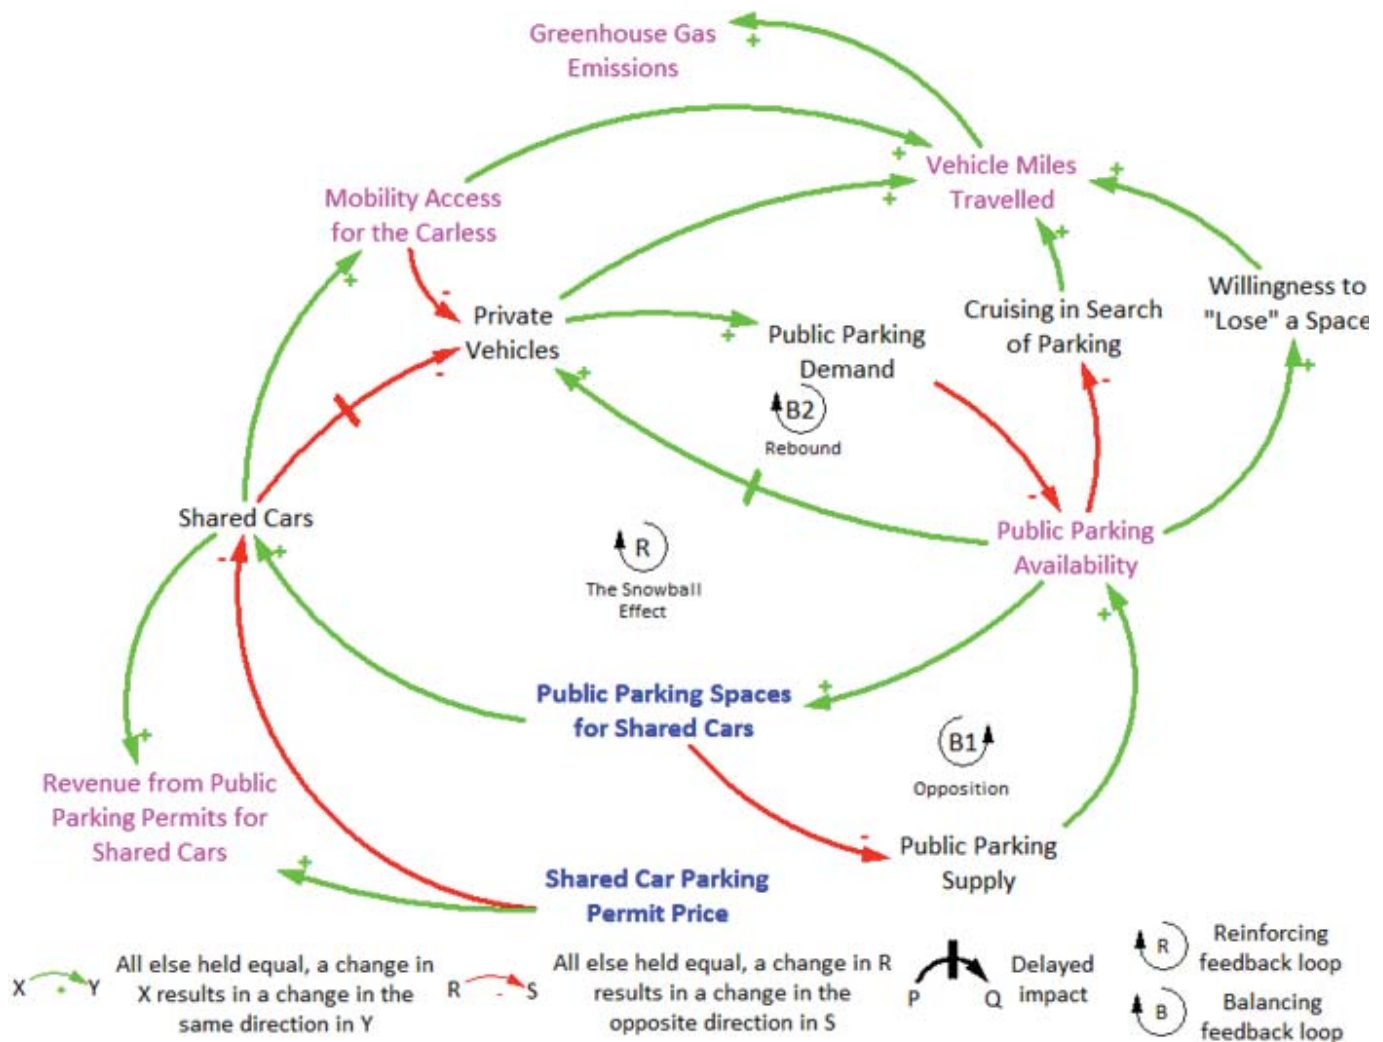 Greenhouse Gas
Emissions
+
+
Vehicle Miles
Travelled
+
+
+
+
Mobility Access
for the Carless
+
-
Private
Vehicles
-
+
+
Public Parking
Demand
Cruising in Search
of Parking
-
Willingness to
"Lose" a Space
+
B2
Rebound
-
Shared Cars
-
+
R
The Snowball
Effect
Public Parking
Availability
+
+
Public Parking Spaces
for Shared Cars
B1
Opposition
+
Revenue from Public
Parking Permits for
Shared Cars
+
-
Public Parking
Supply
Shared Car Parking
Permit Price
X + Y
All else held equal, a change in
X results in a change in the
same direction in Y
R - S
All else held equal, a change in R
results in a change in the
opposite direction in S
P Q
Delayed
impact
R
Reinforcing
feedback loop
B
Balancing
feedback loop